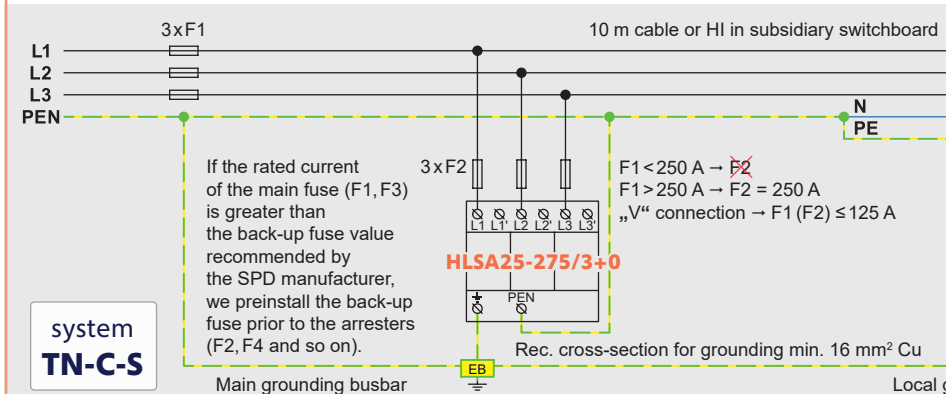 3xF1
10 m cable or HI in subsidiary switchboard
L1
L2
L3
PEN
N
PE
If the rated current
of the main fuse (F1, F3)
is greater than
the back-up fuse value
recommended by
the SPD manufacturer,
we preinstall the back-up
fuse prior to the arresters
(F2, F4 and so on).
3xF2
F1<250 A → F2
F1>250 A → F2 = 250 A
„V“ connection → F1 (F2) ≤125 A
L1 L1' L2 L2' L3 L3'
HLSA25-275/3+0
PEN
system
TN-C-S
Rec. cross-section for grounding min. 16 mm² Cu
EB
Main grounding busbar
Local g